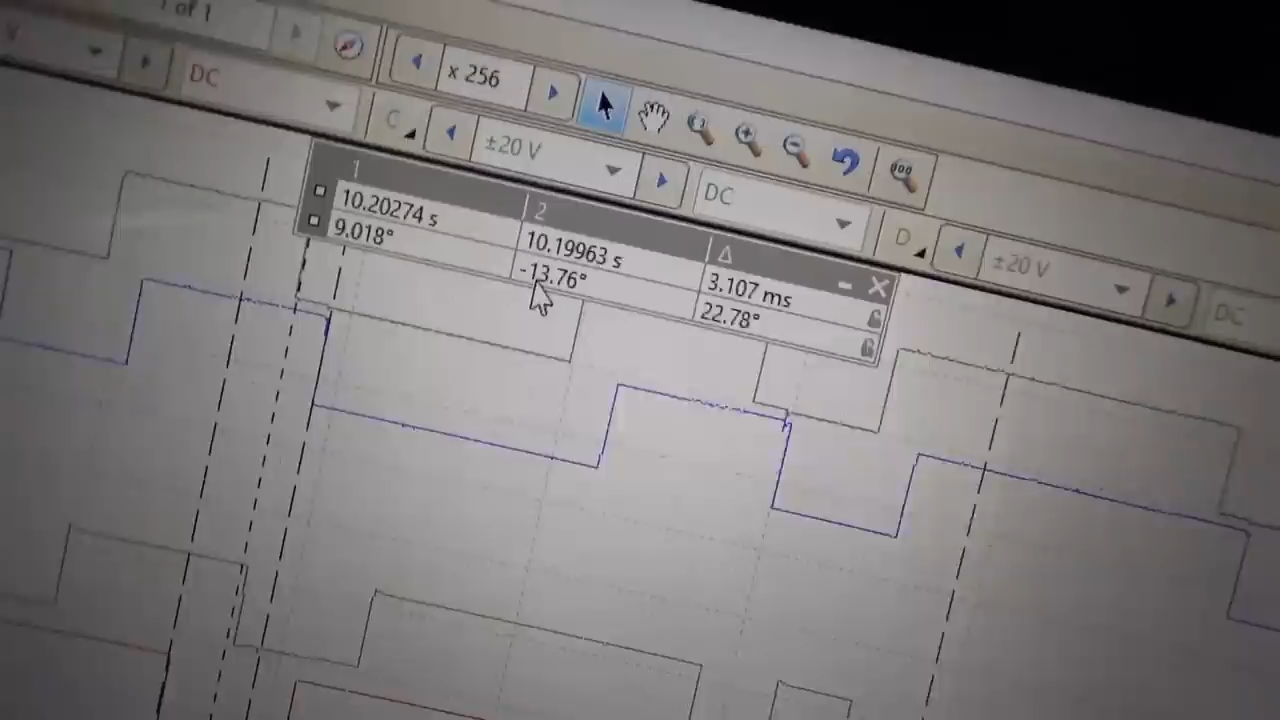 1 of 1
V
DC
x 256
C
±20 V
DC
D
±20 V
DC
1
2
Δ
10.20274 s
10.19963 s
3.107 ms
9.018°
-13.76°
22.78°